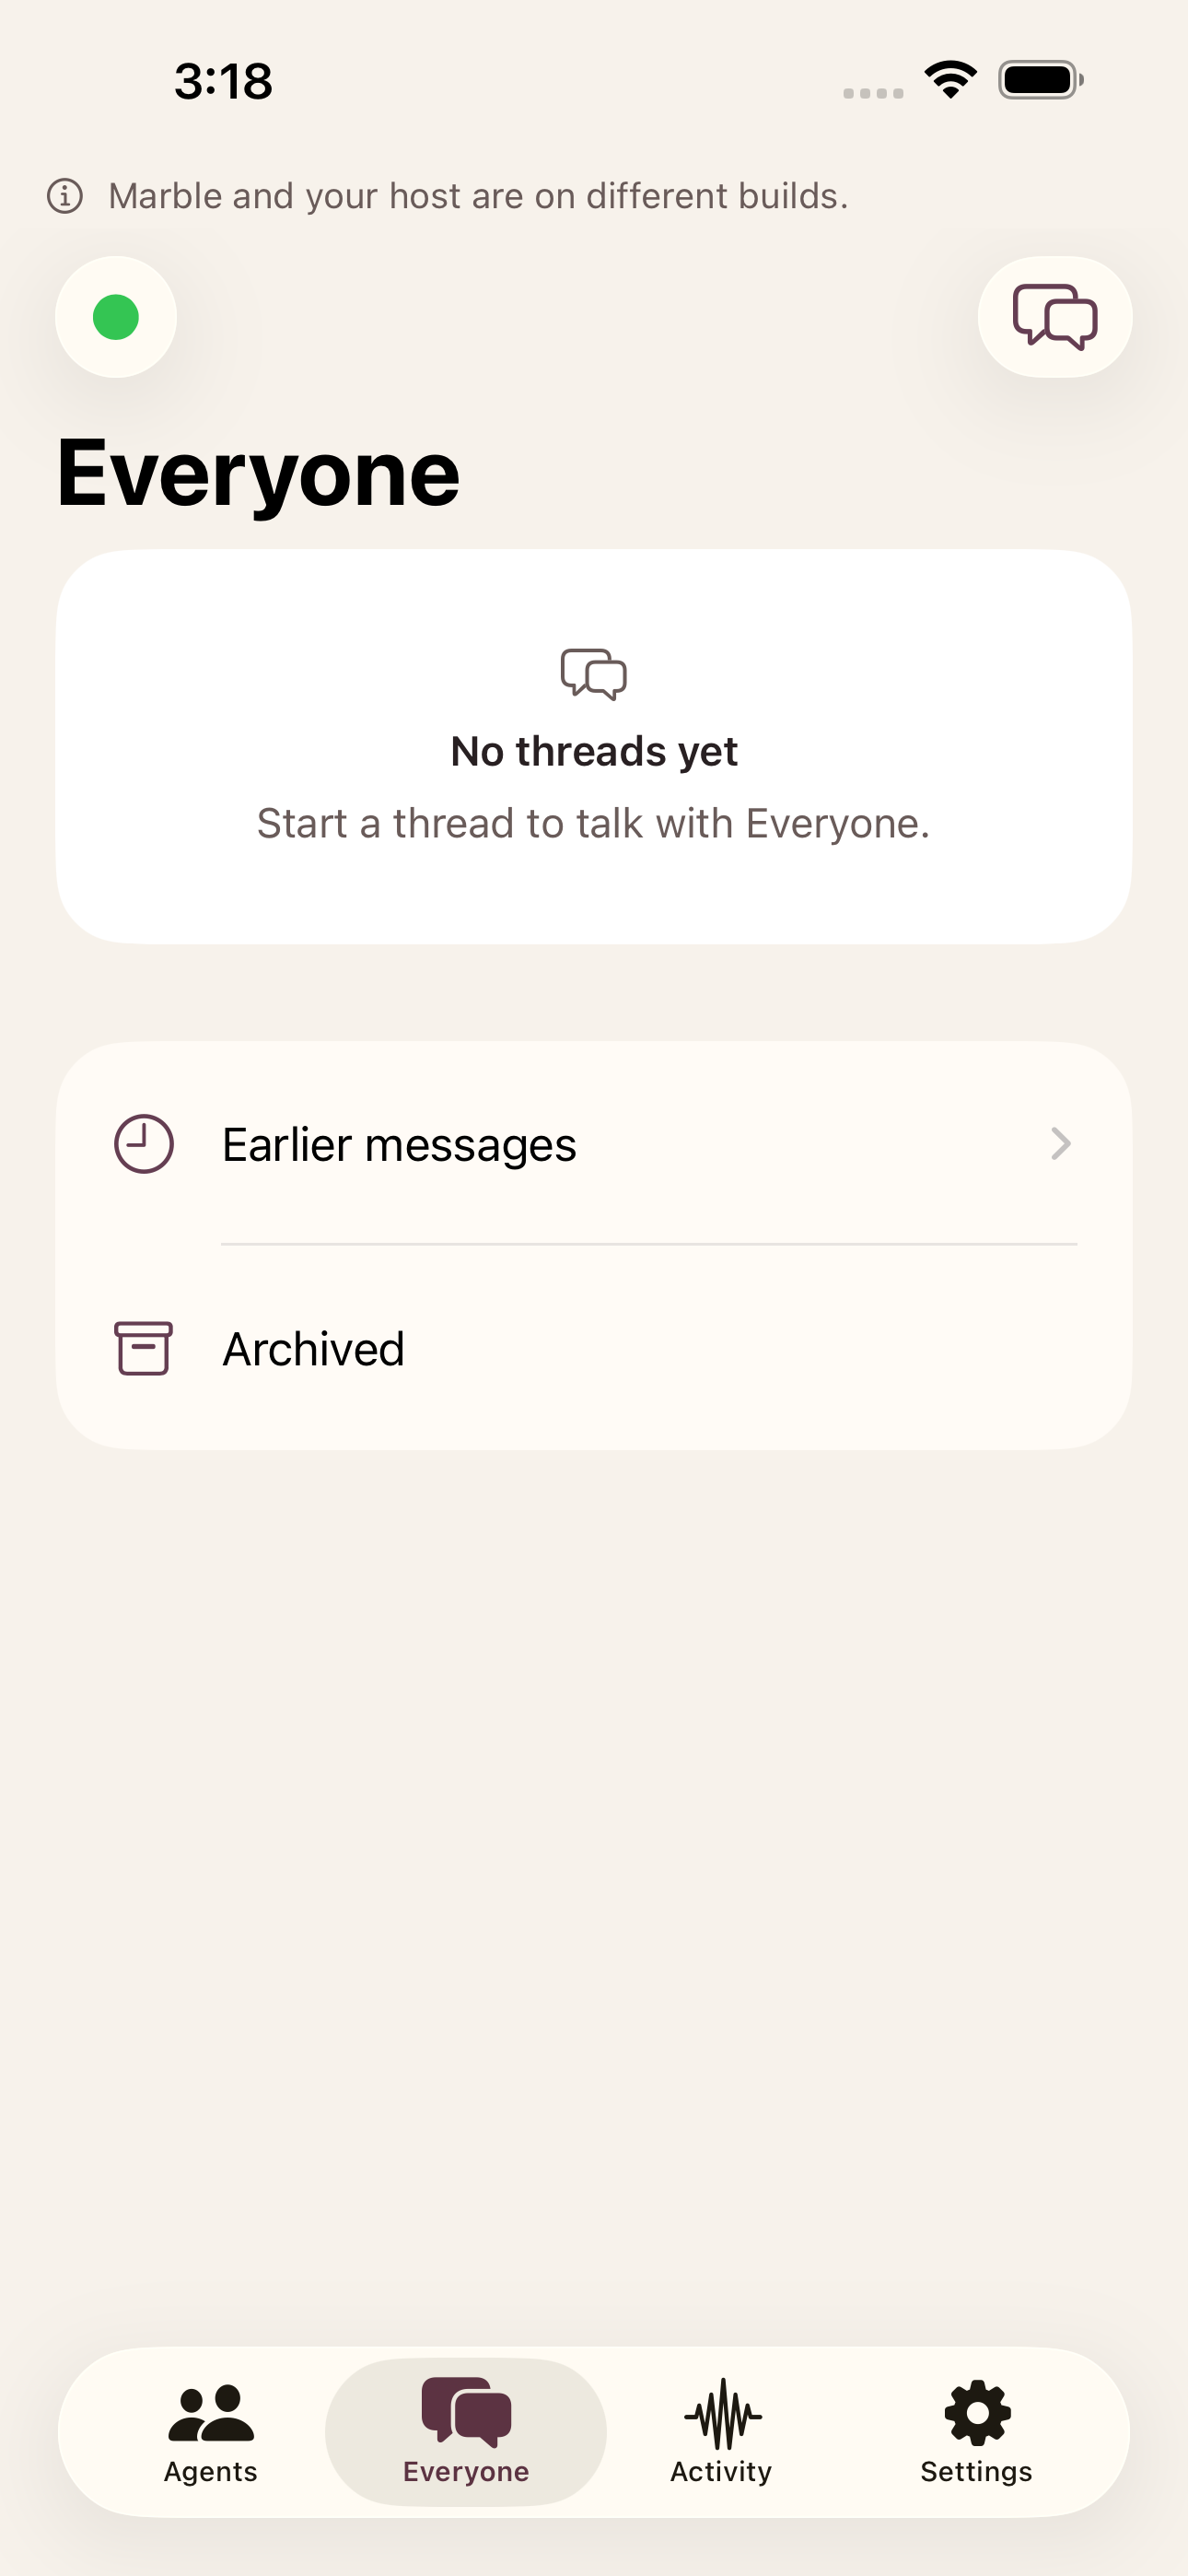 3:18
Marble and your host are on different builds.
Everyone
No threads yet
Start a thread to talk with Everyone.
Earlier messages
Archived
Agents
Everyone
Activity
Settings